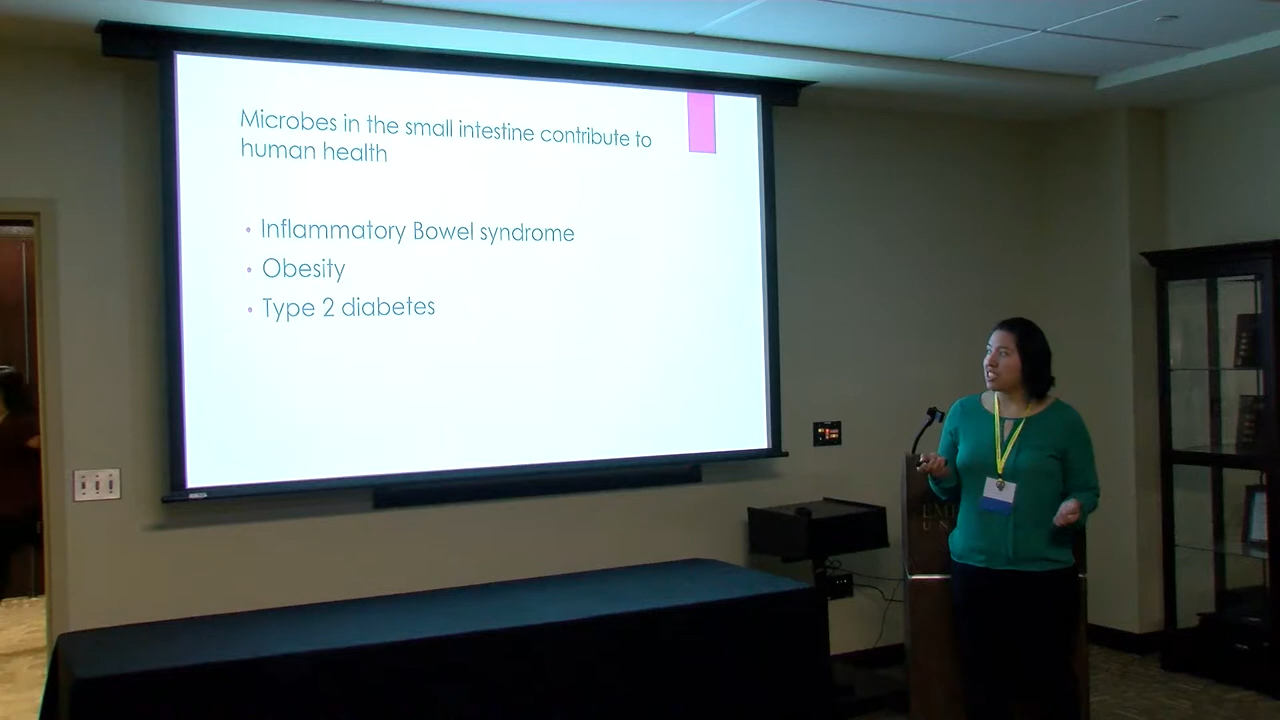 Microbes in the small intestine contribute to
human health
• Inflammatory Bowel syndrome
• Obesity
• Type 2 diabetes